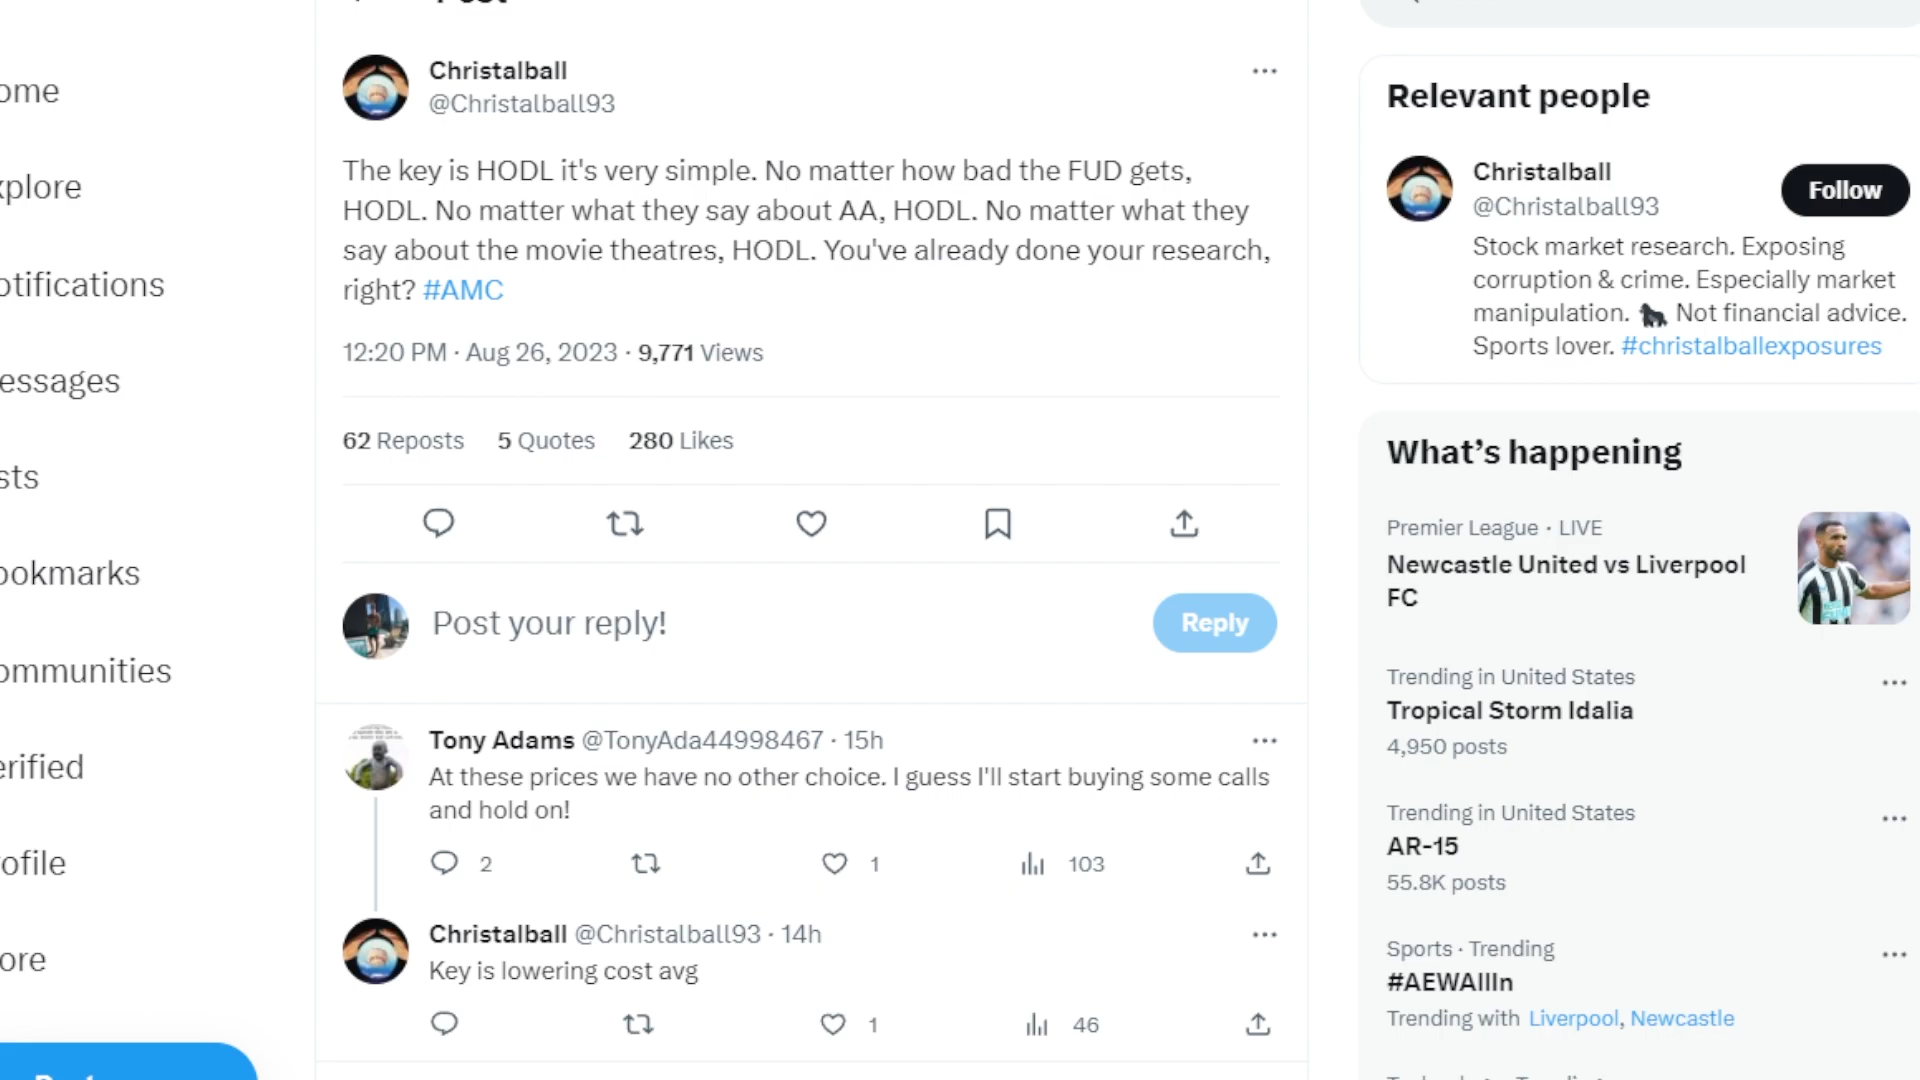 Post
ome
xplore
otifications
essages
sts
ookmarks
ommunities
erified
rofile
ore
Christalball
@Christalball93
The key is HODL it's very simple. No matter how bad the FUD gets,
HODL. No matter what they say about AA, HODL. No matter what they
say about the movie theatres, HODL. You've already done your research,
right? #AMC
12:20 PM · Aug 26, 2023 · 9,771 Views
62 Reposts 5 Quotes 280 Likes
Post your reply!
Reply
Tony Adams @TonyAda44998467 · 15h
At these prices we have no other choice. I guess I'll start buying some calls
and hold on!
2 1 103
Christalball @Christalball93 · 14h
Key is lowering cost avg
1 46
Relevant people
Christalball
@Christalball93
Follow
Stock market research. Exposing
corruption & crime. Especially market
manipulation. 🦍 Not financial advice.
Sports lover. #christalballexposures
What's happening
Premier League · LIVE
Newcastle United vs Liverpool
FC
Trending in United States
Tropical Storm Idalia
4,950 posts
Trending in United States
AR-15
55.8K posts
Sports · Trending
#AEWAllIn
Trending with Liverpool, Newcastle